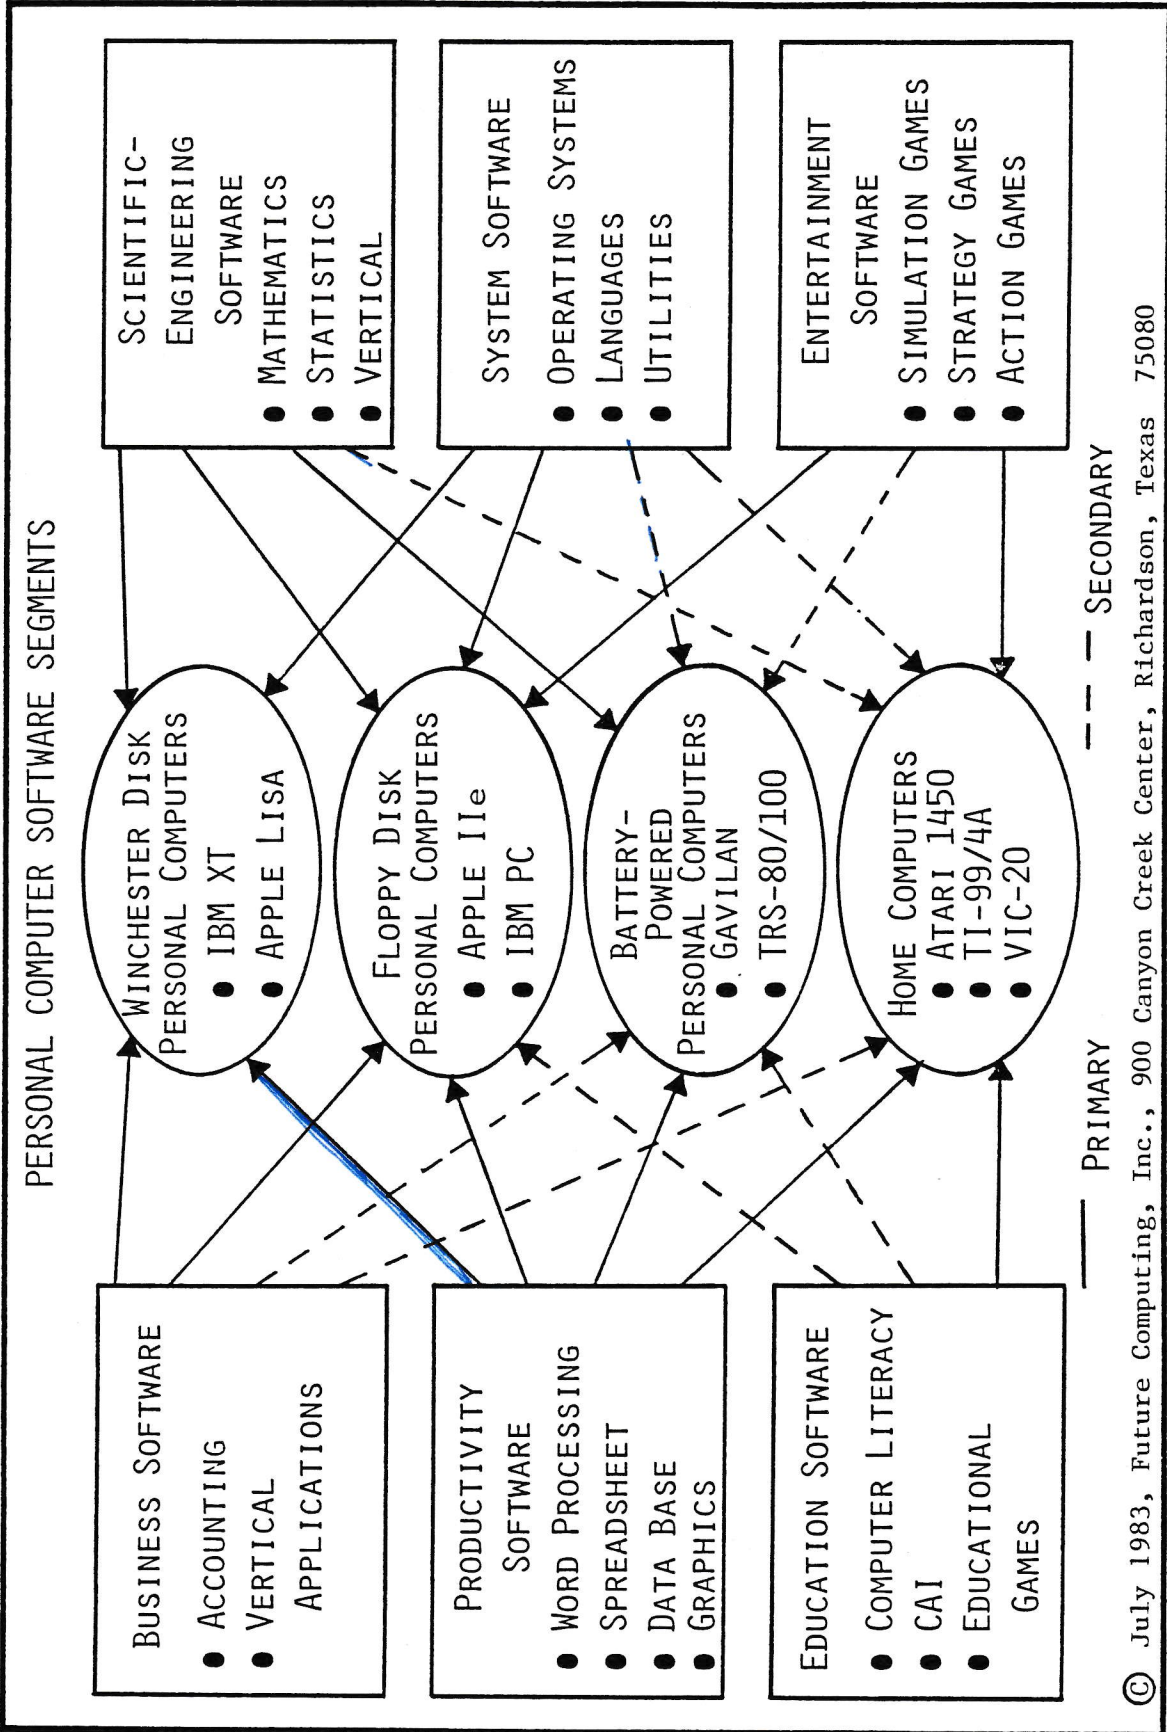 PERSONAL COMPUTER SOFTWARE SEGMENTS
BUSINESS SOFTWARE
● ACCOUNTING
● VERTICAL
APPLICATIONS
PRODUCTIVITY
SOFTWARE
● WORD PROCESSING
● SPREADSHEET
● DATA BASE
● GRAPHICS
EDUCATION SOFTWARE
● COMPUTER LITERACY
● CAI
● EDUCATIONAL
GAMES
WINCHESTER DISK
PERSONAL COMPUTERS
● IBM XT
● APPLE LISA
FLOPPY DISK
PERSONAL COMPUTERS
● APPLE IIe
● IBM PC
BATTERY-
POWERED
PERSONAL COMPUTERS
● GAVILAN
● TRS-80/100
HOME COMPUTERS
● ATARI 1450
● TI-99/4A
● VIC-20
SCIENTIFIC-
ENGINEERING
SOFTWARE
● MATHEMATICS
● STATISTICS
● VERTICAL
SYSTEM SOFTWARE
● OPERATING SYSTEMS
● LANGUAGES
● UTILITIES
ENTERTAINMENT
SOFTWARE
● SIMULATION GAMES
● STRATEGY GAMES
● ACTION GAMES
PRIMARY
SECONDARY
© July 1983, Future Computing, Inc., 900 Canyon Creek Center, Richardson, Texas 75080